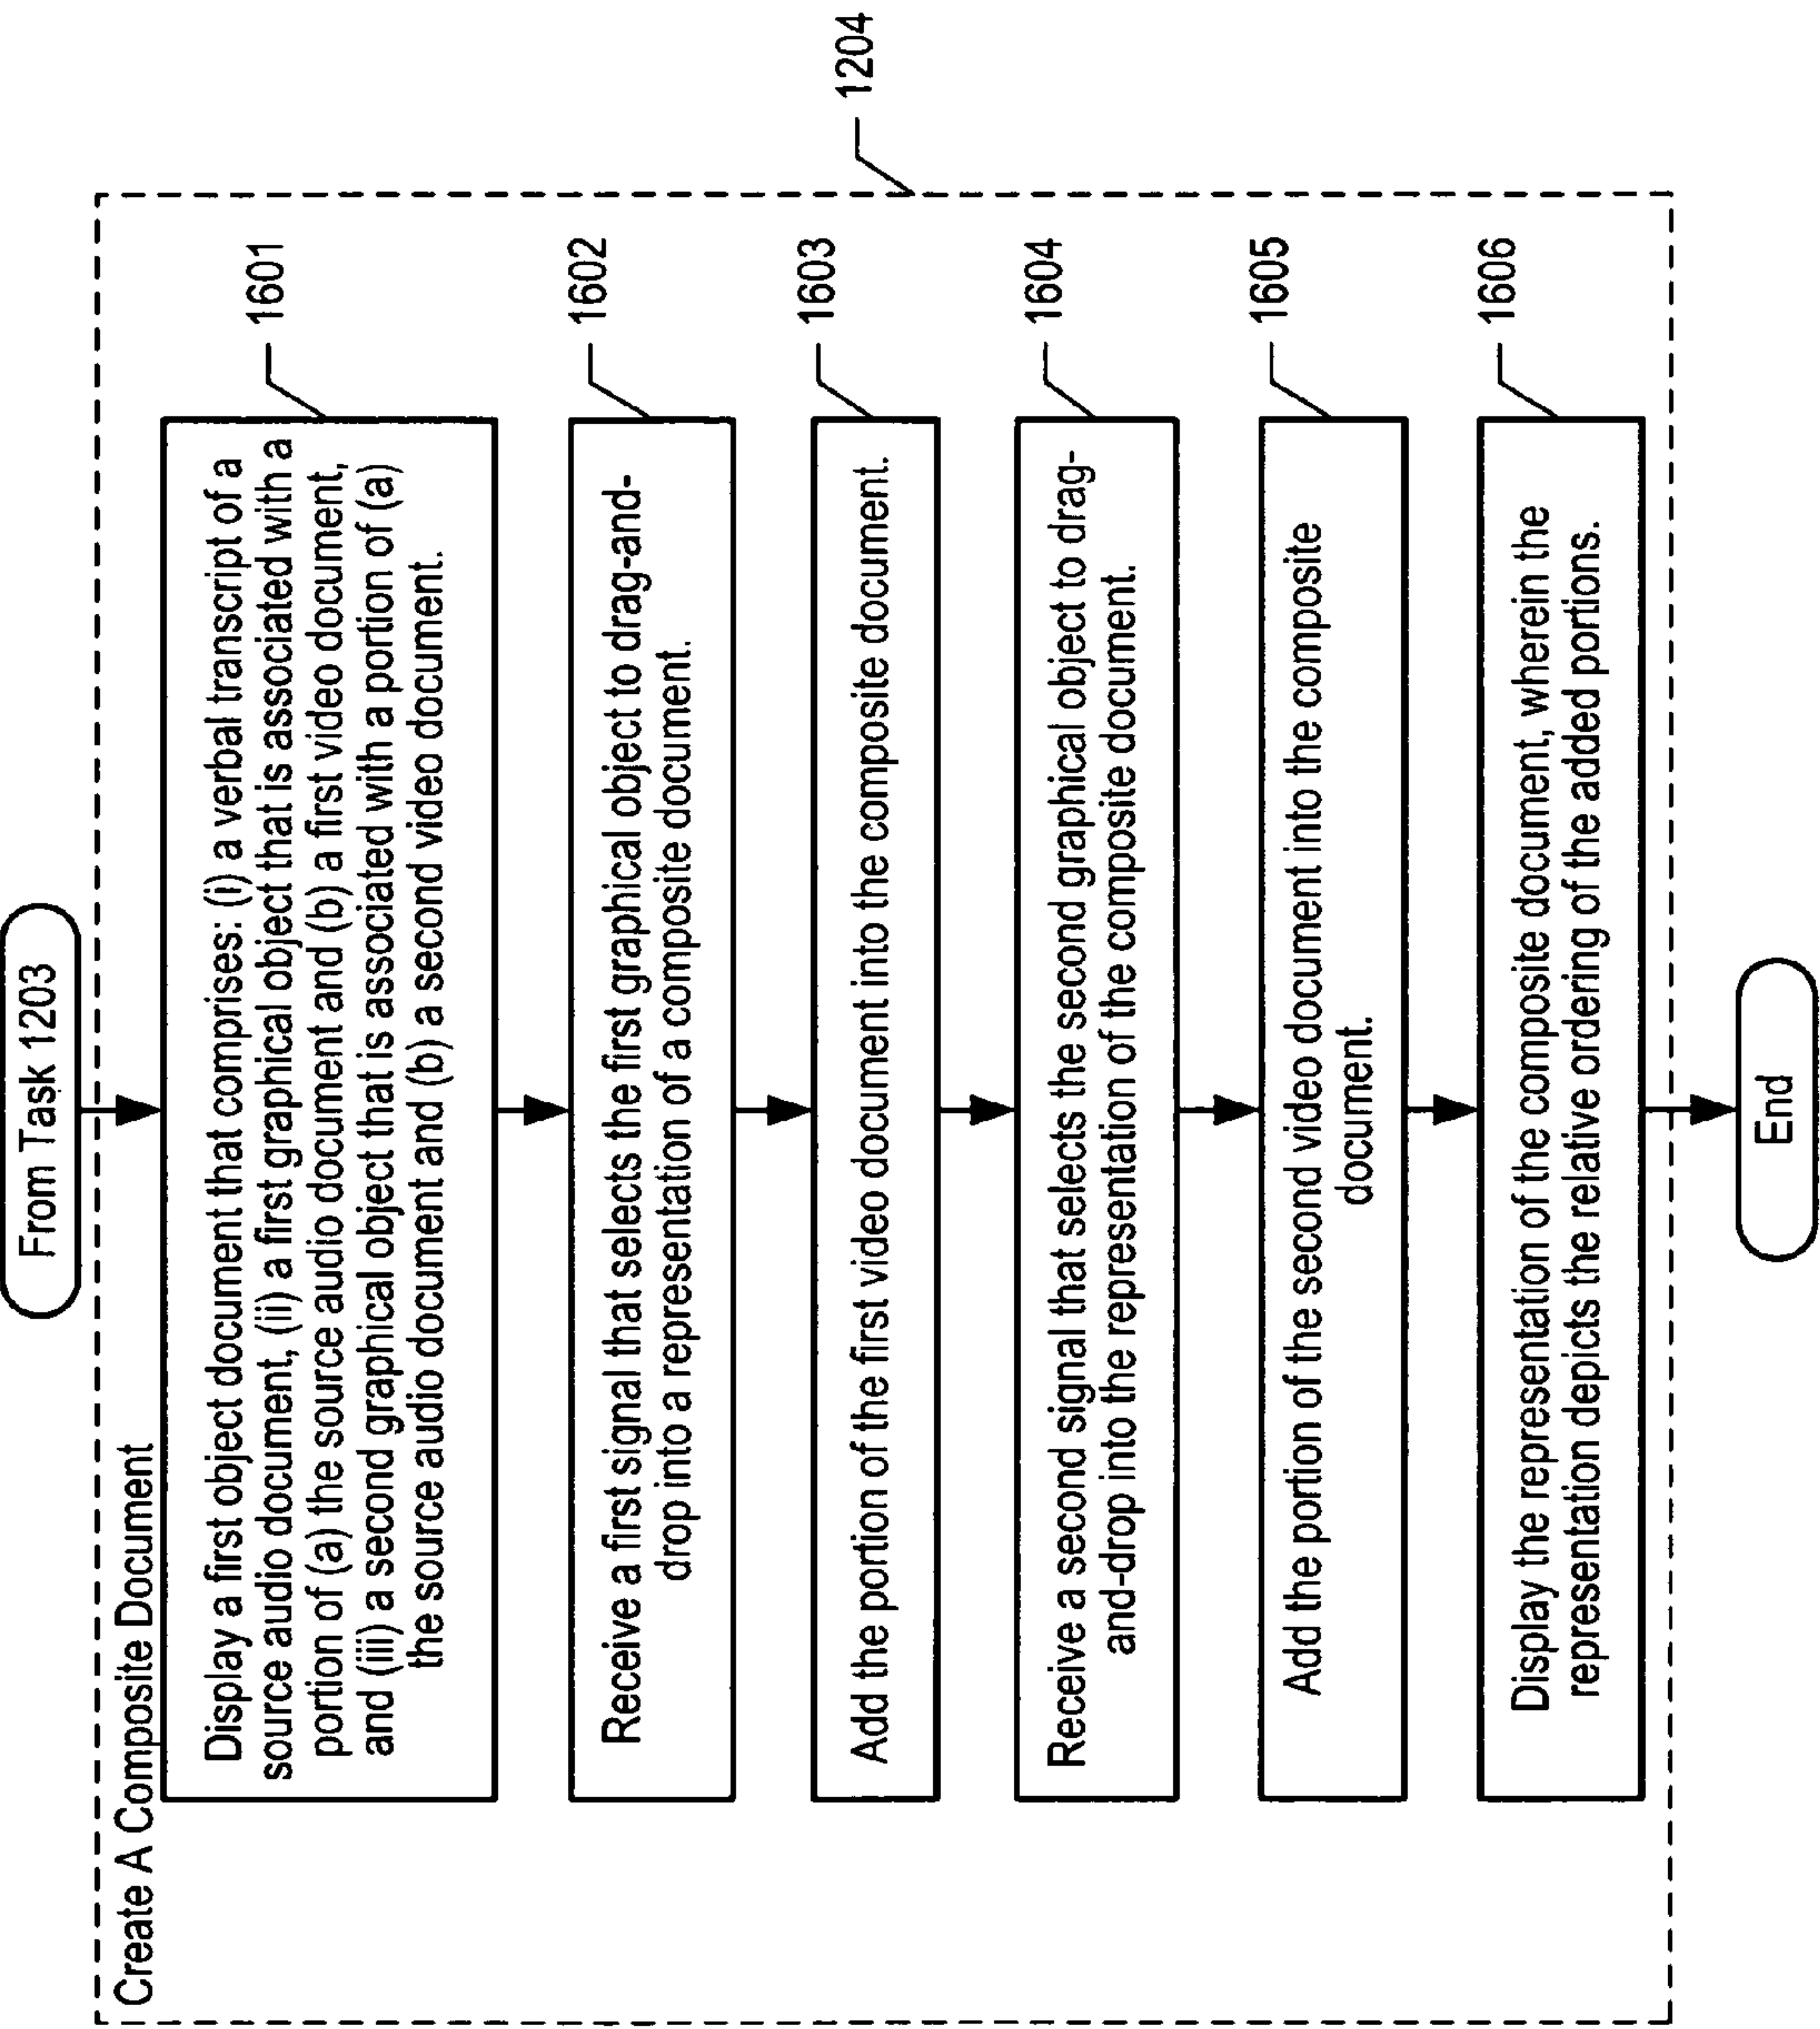 From Task 1203
Create A Composite Document
1204
Display a first object document that comprises: (i) a verbal transcript of a
source audio document, (ii) a first graphical object that is associated with a
portion of (a) the source audio document and (b) a first video document,
and (iii) a second graphical object that is associated with a portion of (a)
the source audio document and (b) a second video document.
1601
Receive a first signal that selects the first graphical object to drag-and-
drop into a representation of a composite document.
1602
Add the portion of the first video document into the composite document.
1603
Receive a second signal that selects the second graphical object to drag-
and-drop into the representation of the composite document.
1604
Add the portion of the second video document into the composite
document.
1605
Display the representation of the composite document, wherein the
representation depicts the relative ordering of the added portions.
1606
End